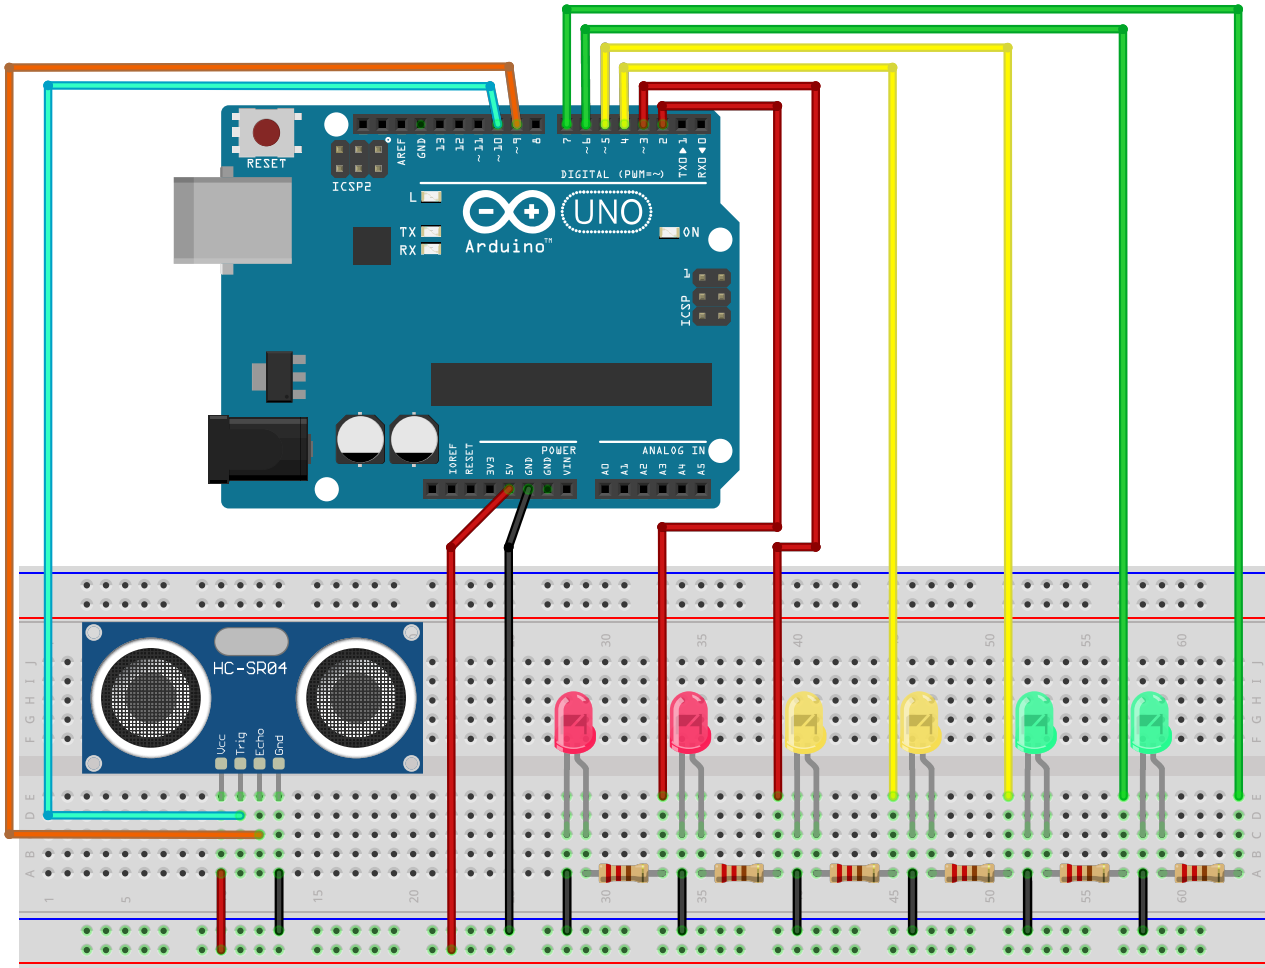 RESET
ICSP2
AREF
GND
13
12
~11
~10
~9
8
7
~6
~5
4
~3
2
TX0▶1
RX0◀0
DIGITAL (PWM=~)
L
TX
RX
UNO
Arduino™
ON
1
ICSP
IOREF
RESET
3V3
5V
GND
GND
VIN
POWER
ANALOG IN
A0
A1
A2
A3
A4
A5
HC-SR04
Vcc
Trig
Echo
Gnd
30
35
40
50
55
60
J
I
H
G
F
E
D
C
B
A
J
I
H
G
F
E
D
C
B
A
1
5
15
20
30
35
40
45
50
55
60